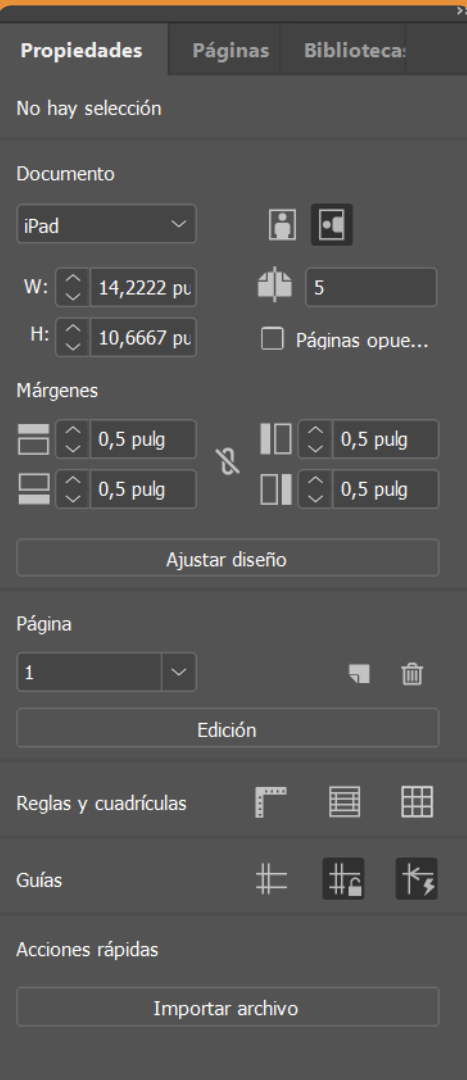 Propiedades Páginas Bibliotecas
No hay selección
Documento
iPad
W: 14,2222 pu 5
H: 10,6667 pu Páginas opue...
Márgenes
0,5 pulg 0,5 pulg
0,5 pulg 0,5 pulg
Ajustar diseño
Página
1
Edición
Reglas y cuadrículas
Guías
Acciones rápidas
Importar archivo